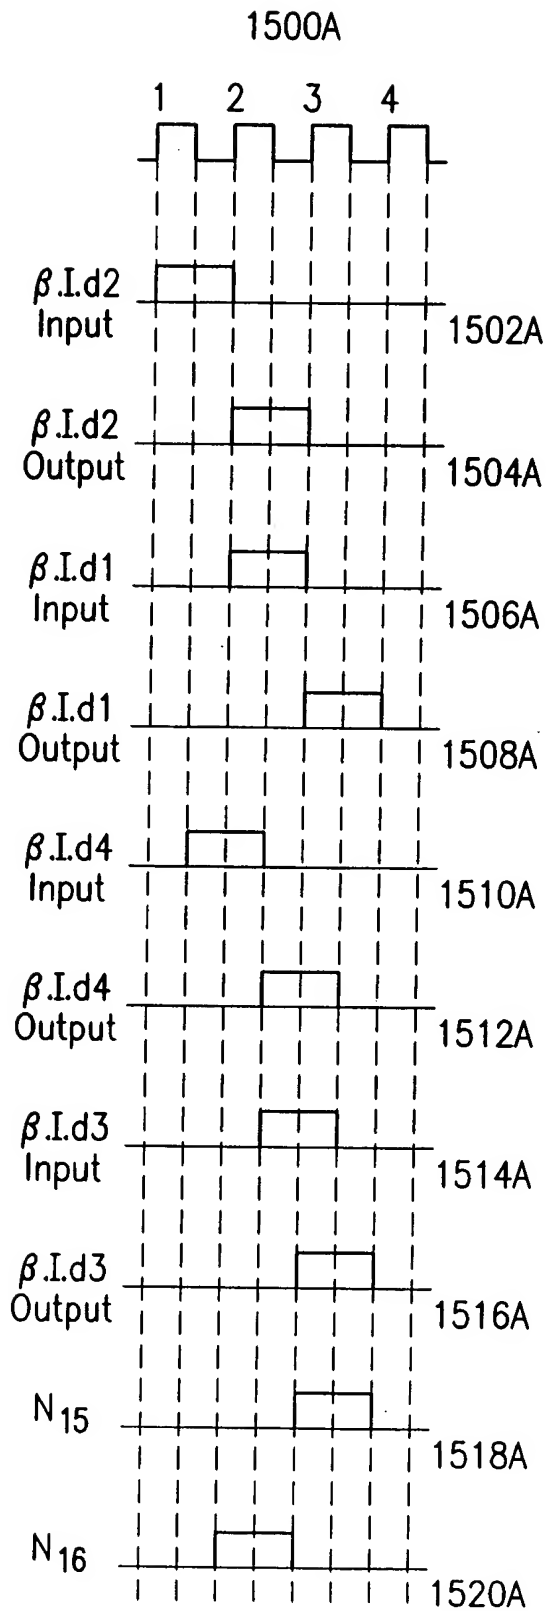 1500A
1 2 3 4
β.I.d2
Input
1502A
β.I.d2
Output
1504A
β.I.d1
Input
1506A
β.I.d1
Output
1508A
β.I.d4
Input
1510A
β.I.d4
Output
1512A
β.I.d3
Input
1514A
β.I.d3
Output
1516A
N15
1518A
N16
1520A